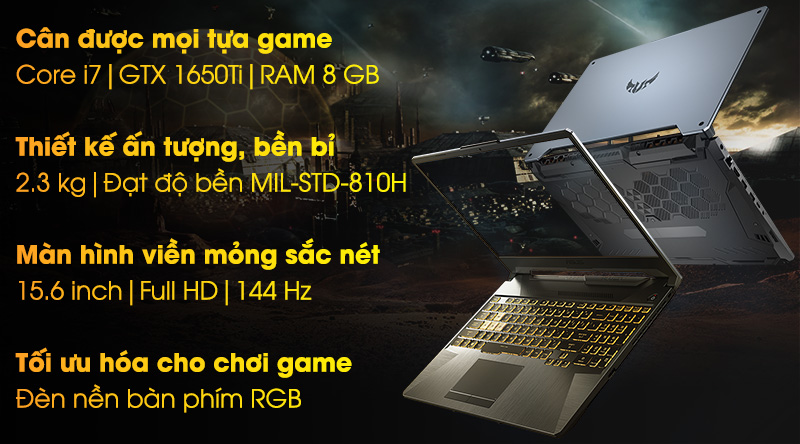 Cân được mọi tựa game
Core i7|GTX 1650Ti|RAM 8 GB
Thiết kế ấn tượng, bền bỉ
2.3 kg|Đạt độ bền MIL-STD-810H
Màn hình viền mỏng sắc nét
15.6 inch|Full HD|144 Hz
Tối ưu hóa cho chơi game
Đèn nền bàn phím RGB